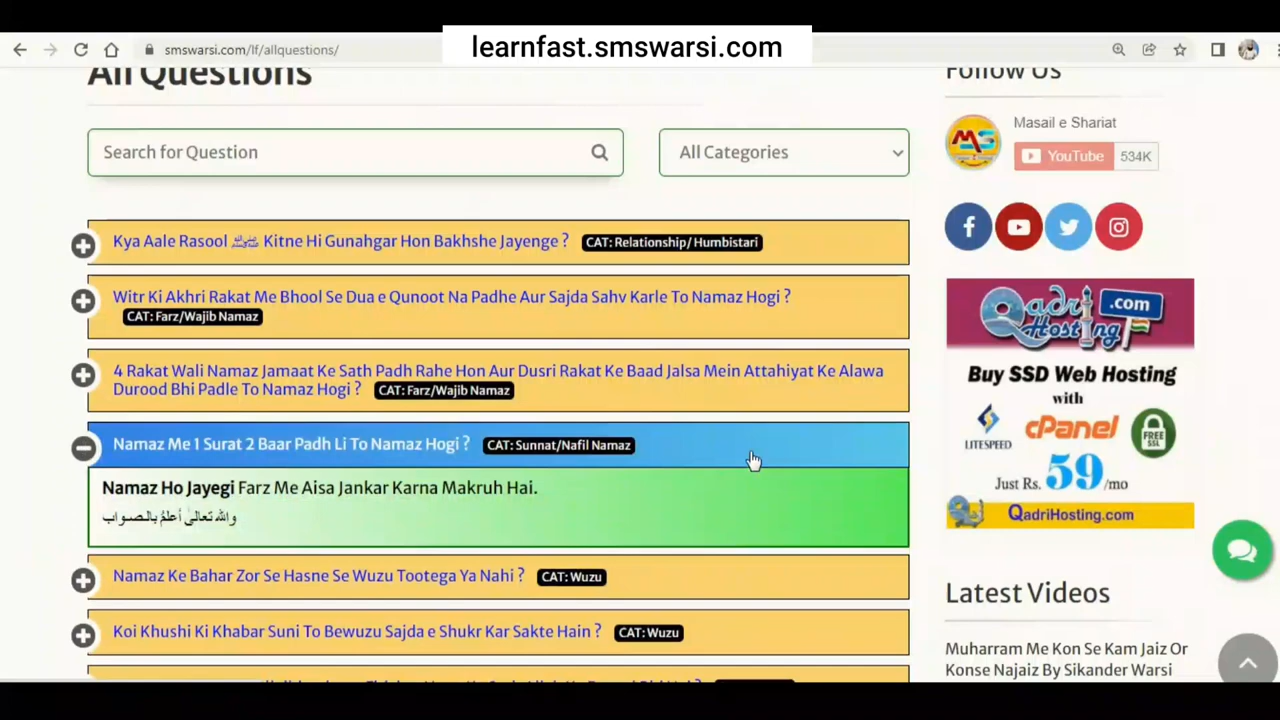 learnfast.smswarsi.com
smswarsi.com/lf/allquestions/
All Questions
Search for Question
All Categories
Kya Aale Rasool ﷺ Kitne Hi Gunahgar Hon Bakhshe Jayenge ? CAT: Relationship/ Humbistari
Witr Ki Akhri Rakat Me Bhool Se Dua e Qunoot Na Padhe Aur Sajda Sahv Karle To Namaz Hogi ?
CAT: Farz/Wajib Namaz
4 Rakat Wali Namaz Jamaat Ke Sath Padh Rahe Hon Aur Dusri Rakat Ke Baad Jalsa Mein Attahiyat Ke Alawa
Durood Bhi Padle To Namaz Hogi ? CAT: Farz/Wajib Namaz
Namaz Me 1 Surat 2 Baar Padh Li To Namaz Hogi ? CAT: Sunnat/Nafil Namaz
Namaz Ho Jayegi Farz Me Aisa Jankar Karna Makruh Hai.
والله تعالىٰ أعلمُ بالـصـواب
Namaz Ke Bahar Zor Se Hasne Se Wuzu Tootega Ya Nahi ? CAT: Wuzu
Koi Khushi Ki Khabar Suni To Bewuzu Sajda e Shukr Kar Sakte Hain ? CAT: Wuzu
Follow Us
MS
Masail e Shariat
YouTube 534K
Qadri
.com
Hosting
Buy SSD Web Hosting
with
LITESPEED
cPanel
FREE
SSL
Just Rs. 59/mo
QadriHosting.com
Latest Videos
Muharram Me Kon Se Kam Jaiz Or
Konse Najaiz By Sikander Warsi